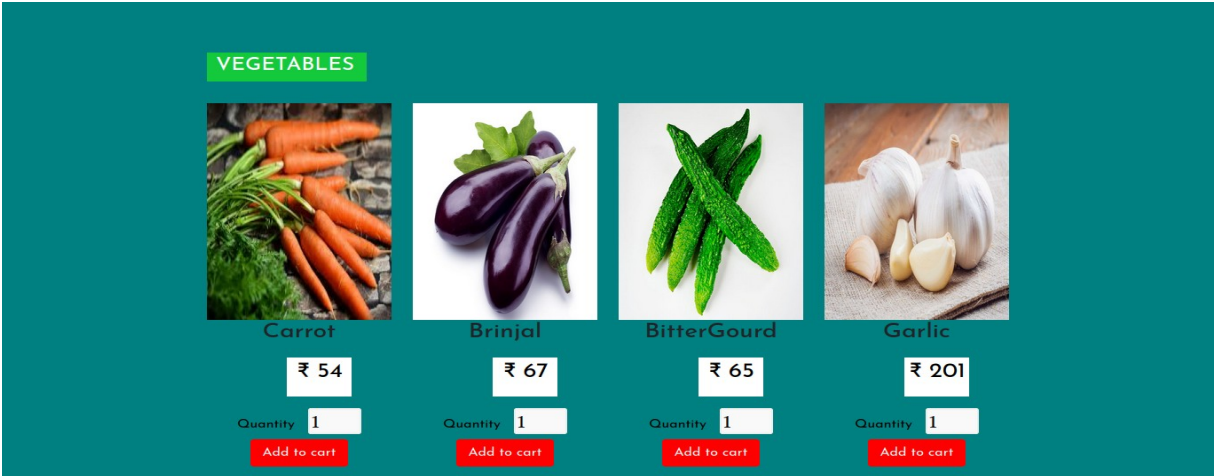 VEGETABLES
Carrot Brinjal BitterGourd Garlic
₹ 54 ₹ 67 ₹ 65 ₹ 201
Quantity 1 Quantity 1 Quantity 1 Quantity 1
Add to cart Add to cart Add to cart Add to cart